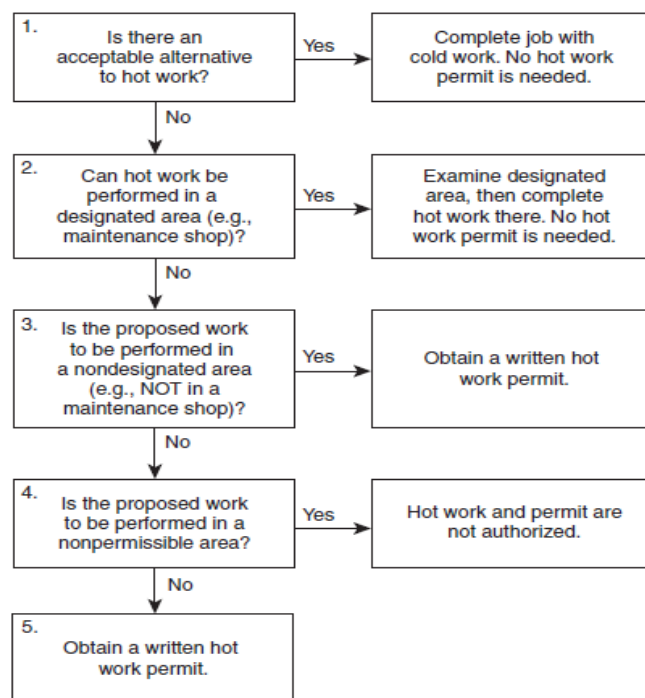 1.
Is there an
acceptable alternative
to hot work?
Yes
Complete job with
cold work. No hot work
permit is needed.
No
2.
Can hot work be
performed in a
designated area (e.g.,
maintenance shop)?
Yes
Examine designated
area, then complete
hot work there. No hot
work permit is needed.
No
3.
Is the proposed work
to be performed in
a nondesignated area
(e.g., NOT in a
maintenance shop)?
Yes
Obtain a written hot
work permit.
No
4.
Is the proposed work
to be performed in a
nonpermissible area?
Yes
Hot work and permit are
not authorized.
No
5.
Obtain a written hot
work permit.